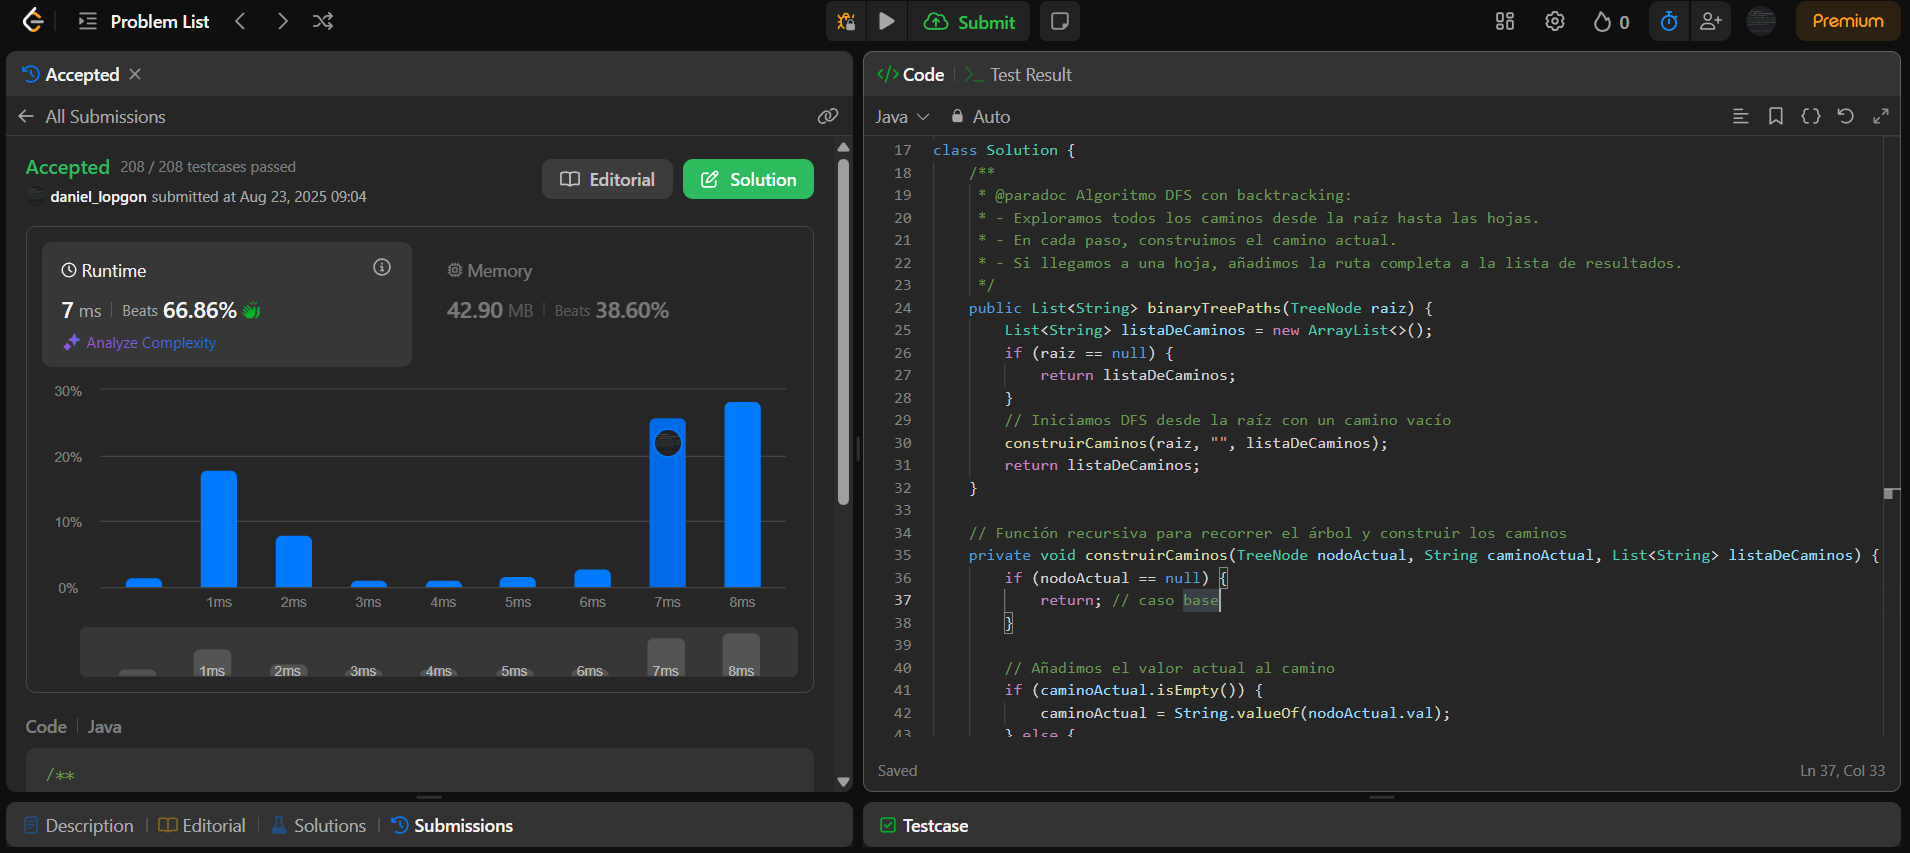 Problem List
Submit
0
Premium
Accepted
All Submissions
Accepted 208 / 208 testcases passed
daniel_lopgon submitted at Aug 23, 2025 09:04
Editorial
Solution
Runtime
7 ms | Beats 66.86%
Analyze Complexity
Memory
42.90 MB | Beats 38.60%
30%
20%
10%
0%
1ms 2ms 3ms 4ms 5ms 6ms 7ms 8ms
1ms 2ms 3ms 4ms 5ms 6ms 7ms 8ms
Code | Java
/**
Description | Editorial | Solutions | Submissions
</> Code | >_ Test Result
Java Auto
17 class Solution {
18 /**
19 * @paradoc Algoritmo DFS con backtracking:
20 * - Exploramos todos los caminos desde la raíz hasta las hojas.
21 * - En cada paso, construimos el camino actual.
22 * - Si llegamos a una hoja, añadimos la ruta completa a la lista de resultados.
23 */
24 public List<String> binaryTreePaths(TreeNode raiz) {
25 List<String> listaDeCaminos = new ArrayList<>();
26 if (raiz == null) {
27 return listaDeCaminos;
28 }
29 // Iniciamos DFS desde la raíz con un camino vacío
30 construirCaminos(raiz, "", listaDeCaminos);
31 return listaDeCaminos;
32 }
33
34 // Función recursiva para recorrer el árbol y construir los caminos
35 private void construirCaminos(TreeNode nodoActual, String caminoActual, List<String> listaDeCaminos) {
36 if (nodoActual == null) {
37 return; // caso base
38 }
39
40 // Añadimos el valor actual al camino
41 if (caminoActual.isEmpty()) {
42 caminoActual = String.valueOf(nodoActual.val);
43 } else {
Saved
Ln 37, Col 33
Testcase